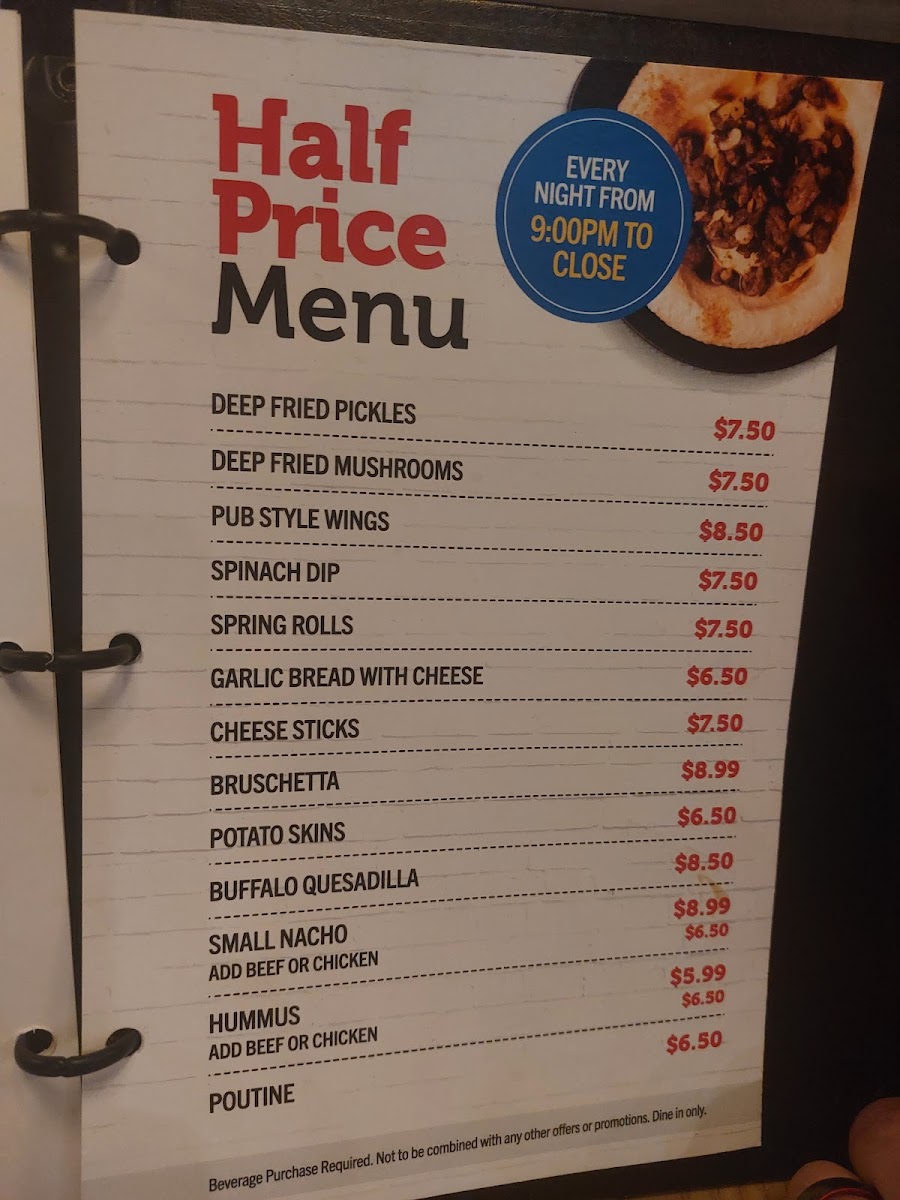 Half
Price
Menu
EVERY
NIGHT FROM
9:00PM TO
CLOSE
DEEP FRIED PICKLES $7.50
DEEP FRIED MUSHROOMS $7.50
PUB STYLE WINGS $8.50
SPINACH DIP $7.50
SPRING ROLLS $7.50
GARLIC BREAD WITH CHEESE $6.50
CHEESE STICKS $7.50
BRUSCHETTA $8.99
POTATO SKINS $6.50
BUFFALO QUESADILLA $8.50
SMALL NACHO $8.99
ADD BEEF OR CHICKEN $6.50
HUMMUS $5.99
ADD BEEF OR CHICKEN $6.50
POUTINE $6.50
Beverage Purchase Required. Not to be combined with any other offers or promotions. Dine in only.